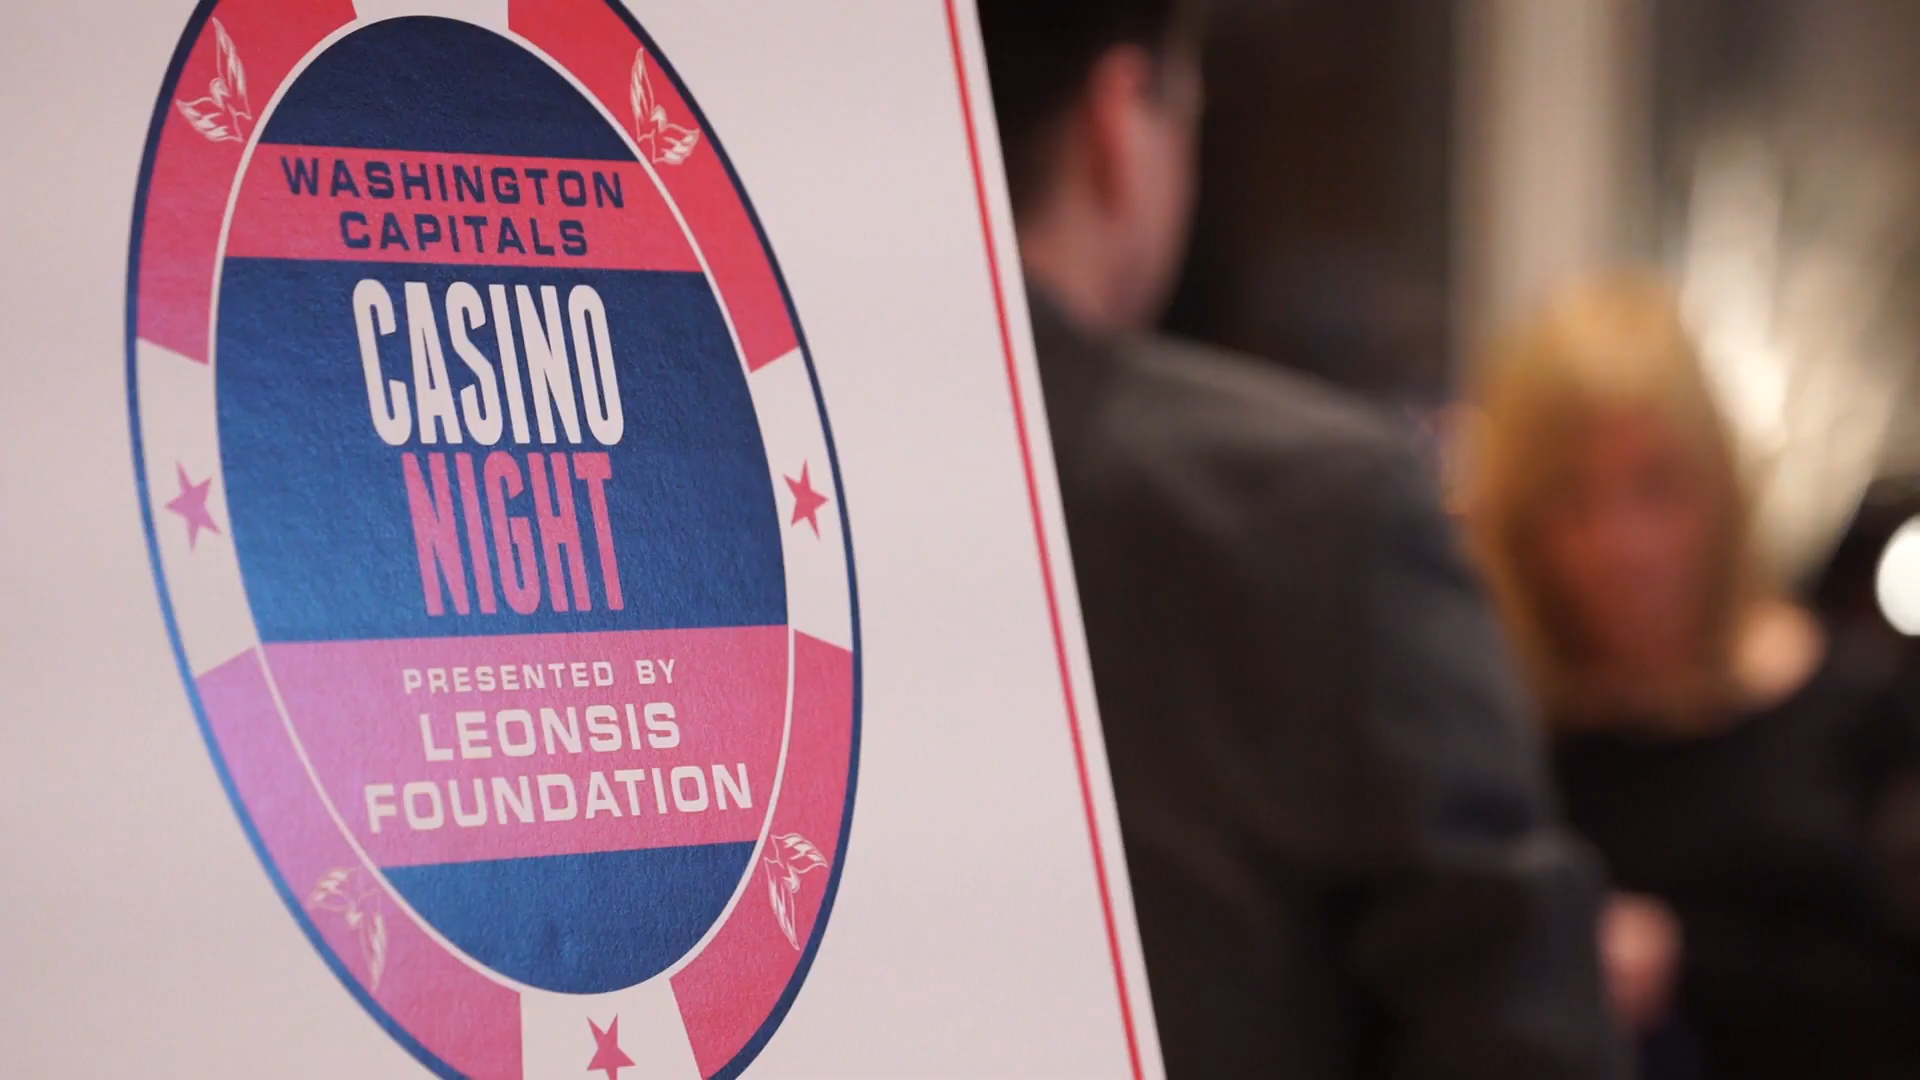 WASHINGTON
CAPITALS
CASINO
NIGHT
PRESENTED BY
LEONSIS
FOUNDATION